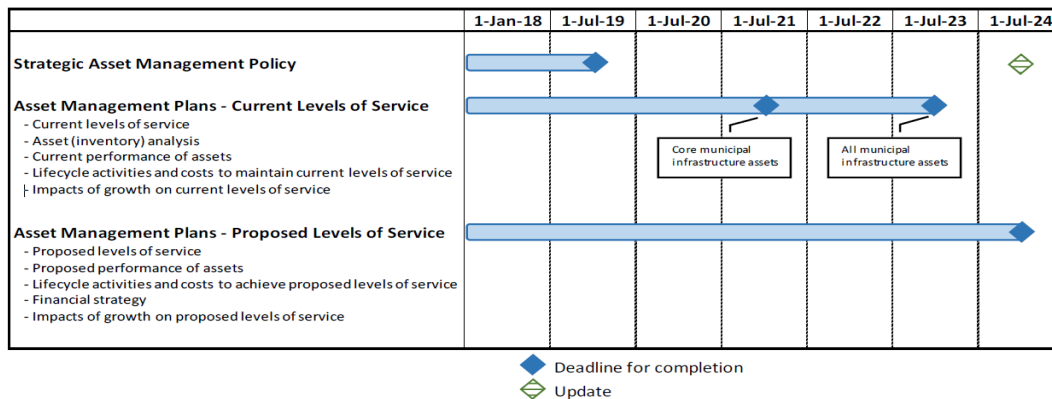 1-Jan-18 1-Jul-19 1-Jul-20 1-Jul-21 1-Jul-22 1-Jul-23 1-Jul-24
Strategic Asset Management Policy
Asset Management Plans - Current Levels of Service
- Current levels of service
- Asset (inventory) analysis
- Current performance of assets
- Lifecycle activities and costs to maintain current levels of service
- Impacts of growth on current levels of service
Core municipal
infrastructure assets
All municipal
infrastructure assets
Asset Management Plans - Proposed Levels of Service
- Proposed levels of service
- Proposed performance of assets
- Lifecycle activities and costs to achieve proposed levels of service
- Financial strategy
- Impacts of growth on proposed levels of service
Deadline for completion
Update